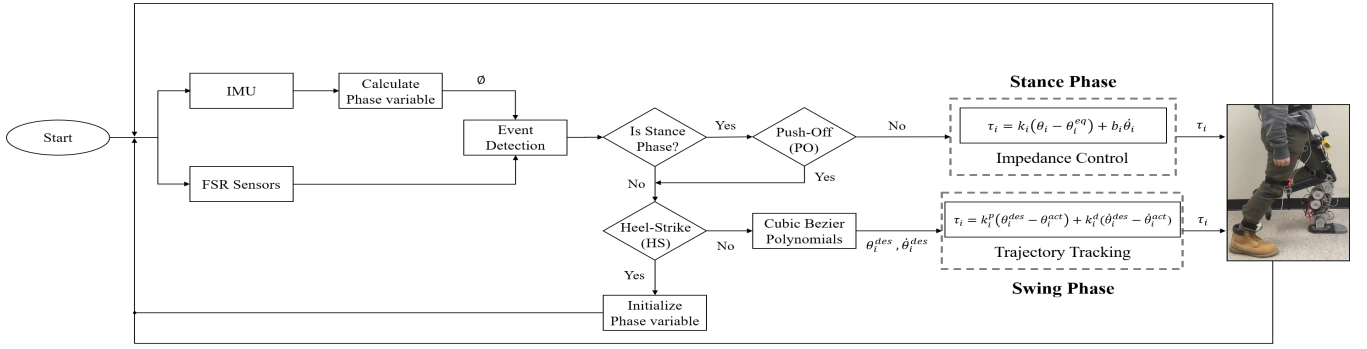 Start
IMU
Calculate
Phase variable
Ø
FSR Sensors
Event
Detection
Is Stance
Phase?
Yes
No
Push-Off
(PO)
No
Yes
Stance Phase
τᵢ = kᵢ(θᵢ − θᵢᵉq) + bᵢθ̇ᵢ
Impedance Control
τᵢ
Heel-Strike
(HS)
No
Yes
Cubic Bezier
Polynomials
θᵢᵈᵉˢ , θ̇ᵢᵈᵉˢ
τᵢ = kᵢᵖ(θᵢᵈᵉˢ − θᵢᵃᶜᵗ) + kᵢᵈ(θ̇ᵢᵈᵉˢ − θ̇ᵢᵃᶜᵗ)
Trajectory Tracking
Swing Phase
τᵢ
Initialize
Phase variable